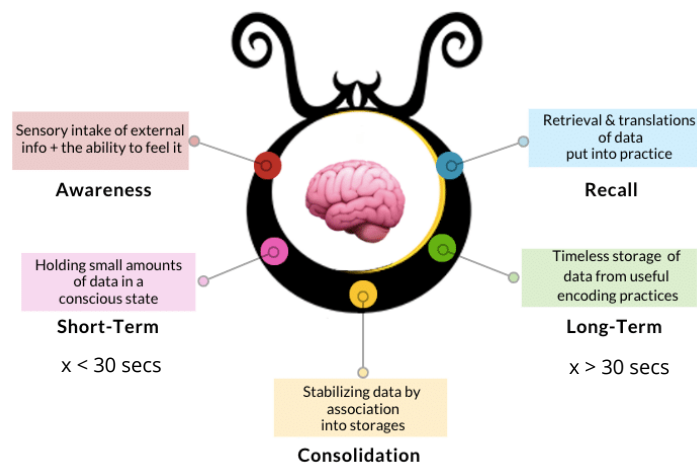 Sensory intake of external
info + the ability to feel it
Awareness
Holding small amounts
of data in a
conscious state
Short-Term
x < 30 secs
Stabilizing data by
association
into storages
Consolidation
Retrieval & translations
of data
put into practice
Recall
Timeless storage of
data from useful
encoding practices
Long-Term
x > 30 secs